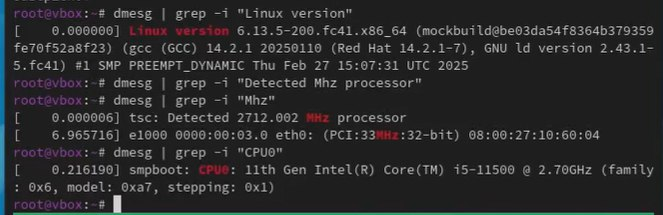 root@vbox:~# dmesg | grep -i "Linux version"
[    0.000000] Linux version 6.13.5-200.fc41.x86_64 (mockbuild@be03da54f8364b379359
fe70f52a8f23) (gcc (GCC) 14.2.1 20250110 (Red Hat 14.2.1-7), GNU ld version 2.43.1-
5.fc41) #1 SMP PREEMPT_DYNAMIC Thu Feb 27 15:07:31 UTC 2025
root@vbox:~# dmesg | grep -i "Detected Mhz processor"
root@vbox:~# dmesg | grep -i "Mhz"
[    0.000006] tsc: Detected 2712.002 MHz processor
[    6.965716] e1000 0000:00:03.0 eth0: (PCI:33MHz:32-bit) 08:00:27:10:60:04
root@vbox:~# dmesg | grep -i "CPU0"
[    0.216190] smpboot: CPU0: 11th Gen Intel(R) Core(TM) i5-11500 @ 2.70GHz (family
: 0x6, model: 0xa7, stepping: 0x1)
root@vbox:~#